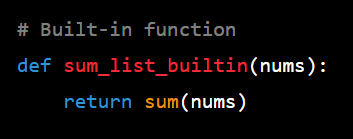 # Built-in function
def sum_list_builtin(nums):
    return sum(nums)